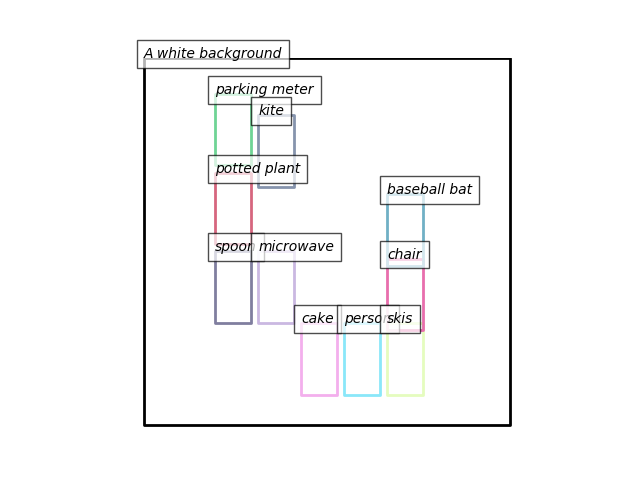 A white background
parking meter
kite
potted plant
baseball bat
spoon
microwave
chair
cake
person
skis